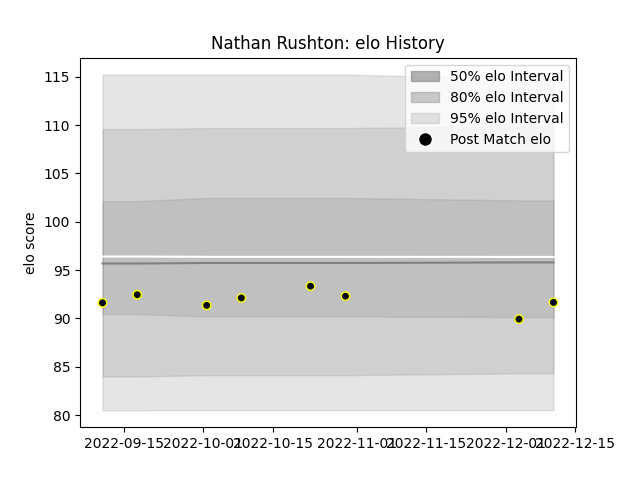 Nathan Rushton: elo History
115
110
105
100
95
90
85
80
elo score
50% elo Interval
80% elo Interval
95% elo Interval
Post Match elo
2022-09-15
2022-10-01
2022-10-15
2022-11-01
2022-11-15
2022-12-01
2022-12-15